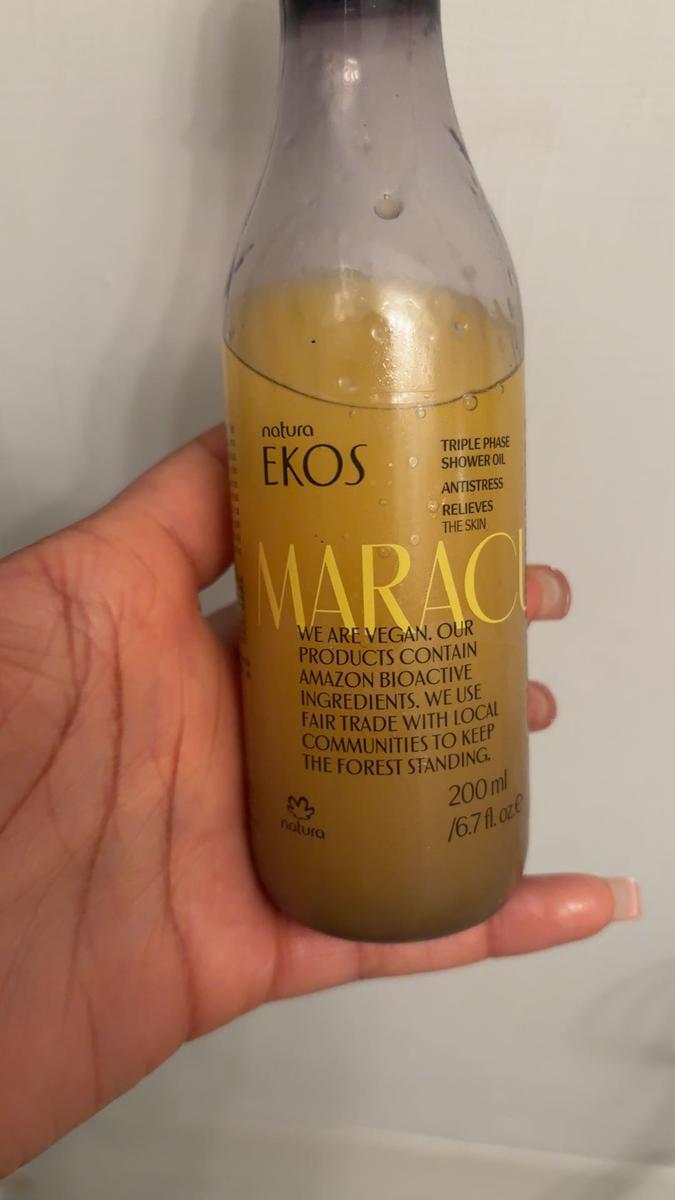 natura
EKOS
TRIPLE PHASE
SHOWER OIL
ANTISTRESS
RELIEVES
THE SKIN
MARACU
WE ARE VEGAN. OUR
PRODUCTS CONTAIN
AMAZON BIOACTIVE
INGREDIENTS. WE USE
FAIR TRADE WITH LOCAL
COMMUNITIES TO KEEP
THE FOREST STANDING.
natura
200 ml
/6.7 fl. oz.e